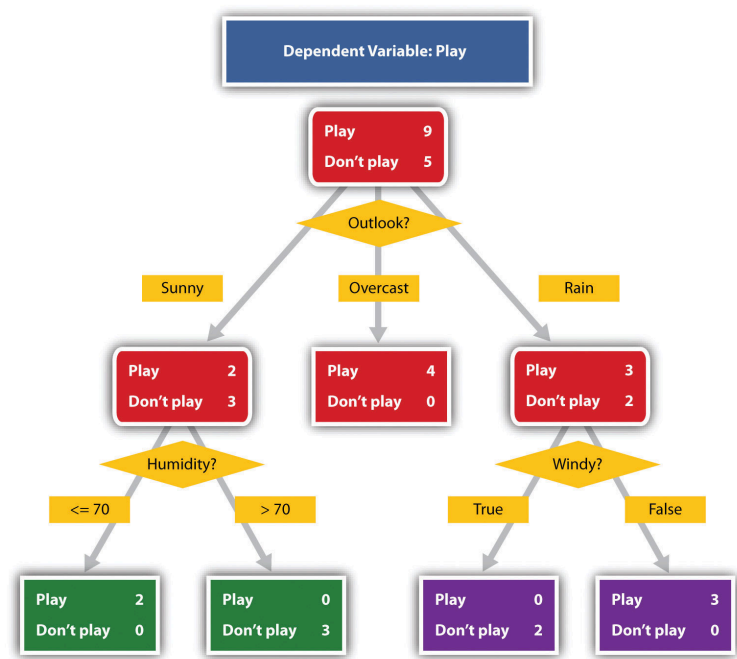 Dependent Variable: Play
Play 9
Don't play 5
Outlook?
Sunny
Overcast
Rain
Play 2
Don't play 3
Play 4
Don't play 0
Play 3
Don't play 2
Humidity?
Windy?
<= 70
> 70
True
False
Play 2
Don't play 0
Play 0
Don't play 3
Play 0
Don't play 2
Play 3
Don't play 0